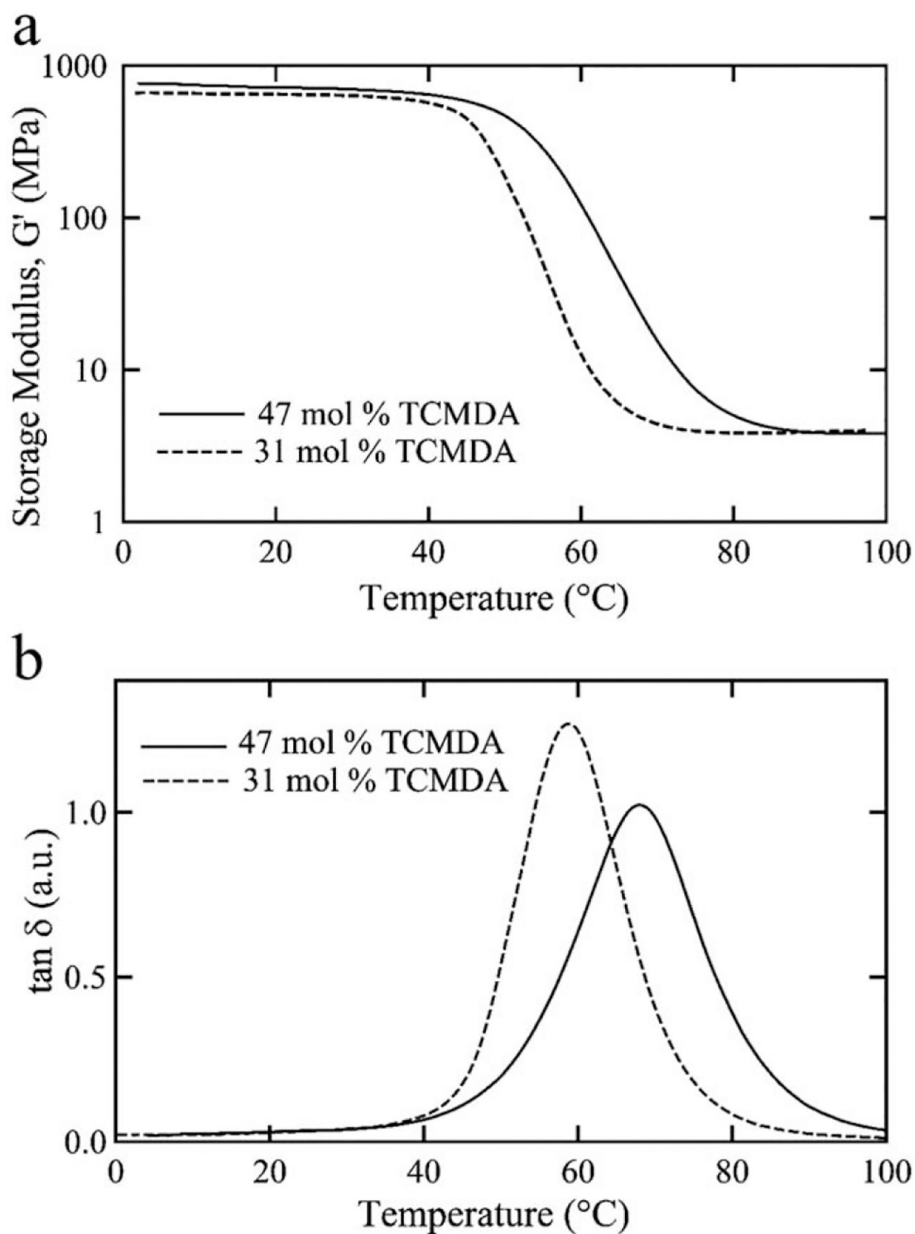 a
1000
100
10
1
Storage Modulus, G' (MPa)
47 mol % TCMDA
31 mol % TCMDA
0 20 40 60 80 100
Temperature (°C)
b
47 mol % TCMDA
31 mol % TCMDA
1.0
0.5
0.0
tan δ (a.u.)
0 20 40 60 80 100
Temperature (°C)